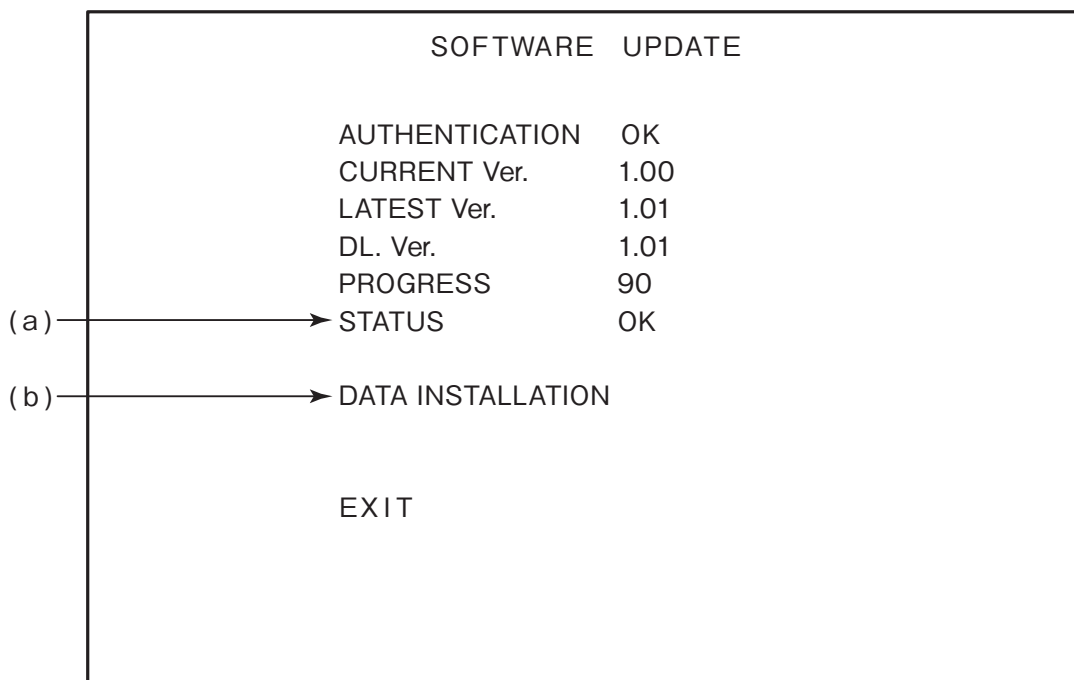 SOFTWARE UPDATE
AUTHENTICATION OK
CURRENT Ver. 1.00
LATEST Ver. 1.01
DL. Ver. 1.01
PROGRESS 90
(a) STATUS OK
(b) DATA INSTALLATION
EXIT